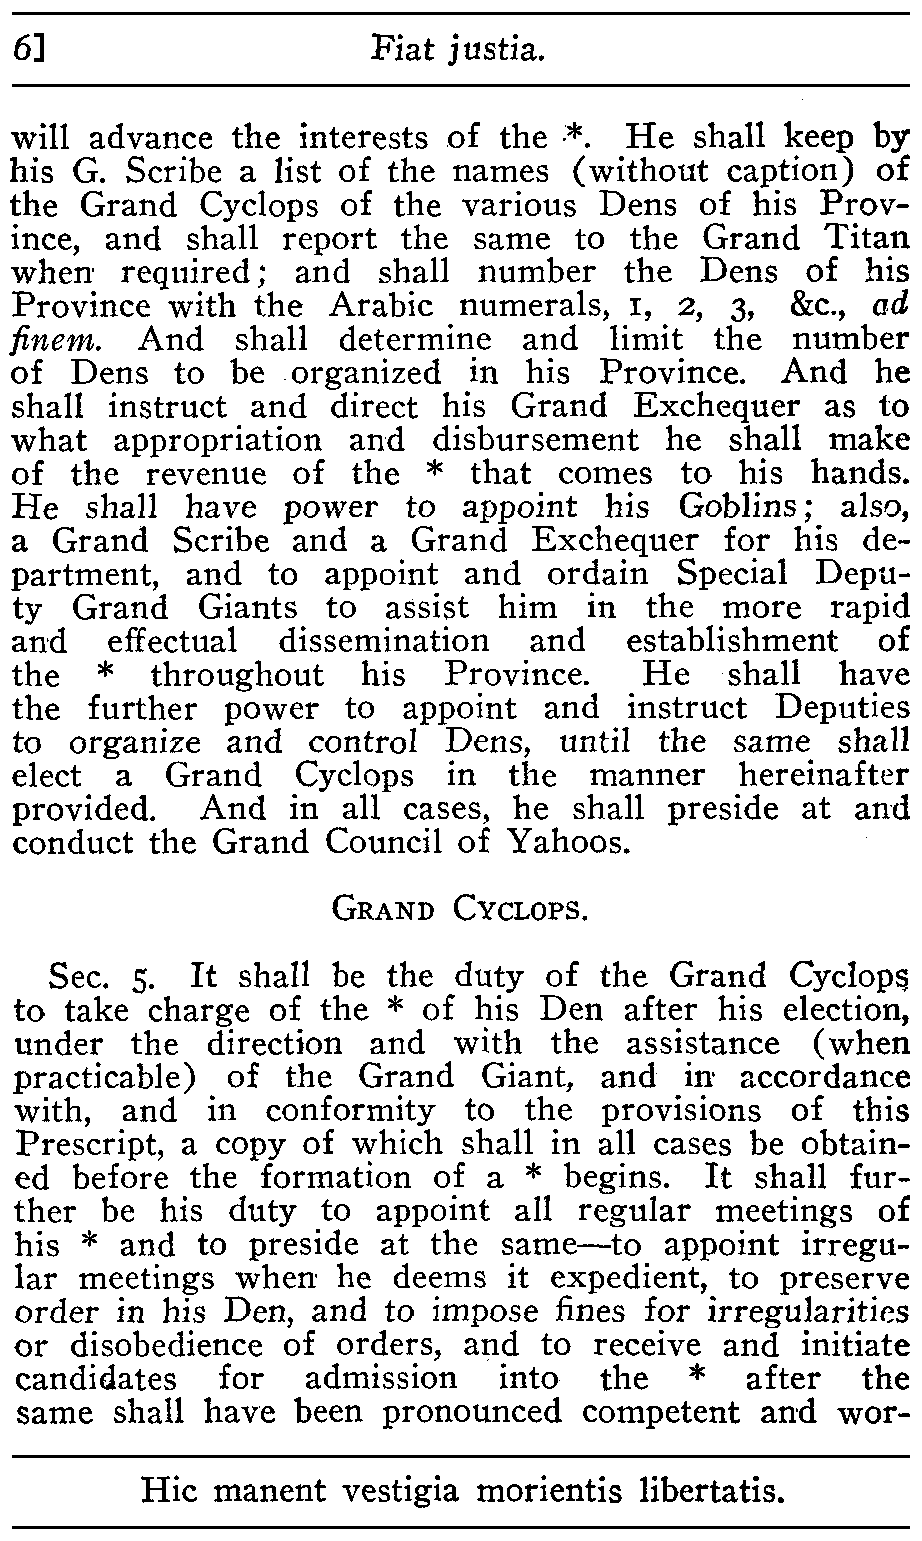 6]
Fiat justia.
will advance the interests of the *. He shall keep by
his G. Scribe a list of the names (without caption) of
the Grand Cyclops of the various Dens of his Prov-
ince, and shall report the same to the Grand Titan
when required; and shall number the Dens of his
Province with the Arabic numerals, 1, 2, 3, &c., ad
finem. And shall determine and limit the number
of Dens to be organized in his Province. And he
shall instruct and direct his Grand Exchequer as to
what appropriation and disbursement he shall make
of the revenue of the * that comes to his hands.
He shall have power to appoint his Goblins; also,
a Grand Scribe and a Grand Exchequer for his de-
partment, and to appoint and ordain Special Depu-
ty Grand Giants to assist him in the more rapid
and effectual dissemination and establishment of
the * throughout his Province. He shall have
the further power to appoint and instruct Deputies
to organize and control Dens, until the same shall
elect a Grand Cyclops in the manner hereinafter
provided. And in all cases, he shall preside at and
conduct the Grand Council of Yahoos.
GRAND CYCLOPS.
Sec. 5. It shall be the duty of the Grand Cyclops
to take charge of the * of his Den after his election,
under the direction and with the assistance (when
practicable) of the Grand Giant, and in accordance
with, and in conformity to the provisions of this
Prescript, a copy of which shall in all cases be obtain-
ed before the formation of a * begins. It shall fur-
ther be his duty to appoint all regular meetings of
his * and to preside at the same—to appoint irregu-
lar meetings when he deems it expedient, to preserve
order in his Den, and to impose fines for irregularities
or disobedience of orders, and to receive and initiate
candidates for admission into the * after the
same shall have been pronounced competent and wor-
Hic manent vestigia morientis libertatis.